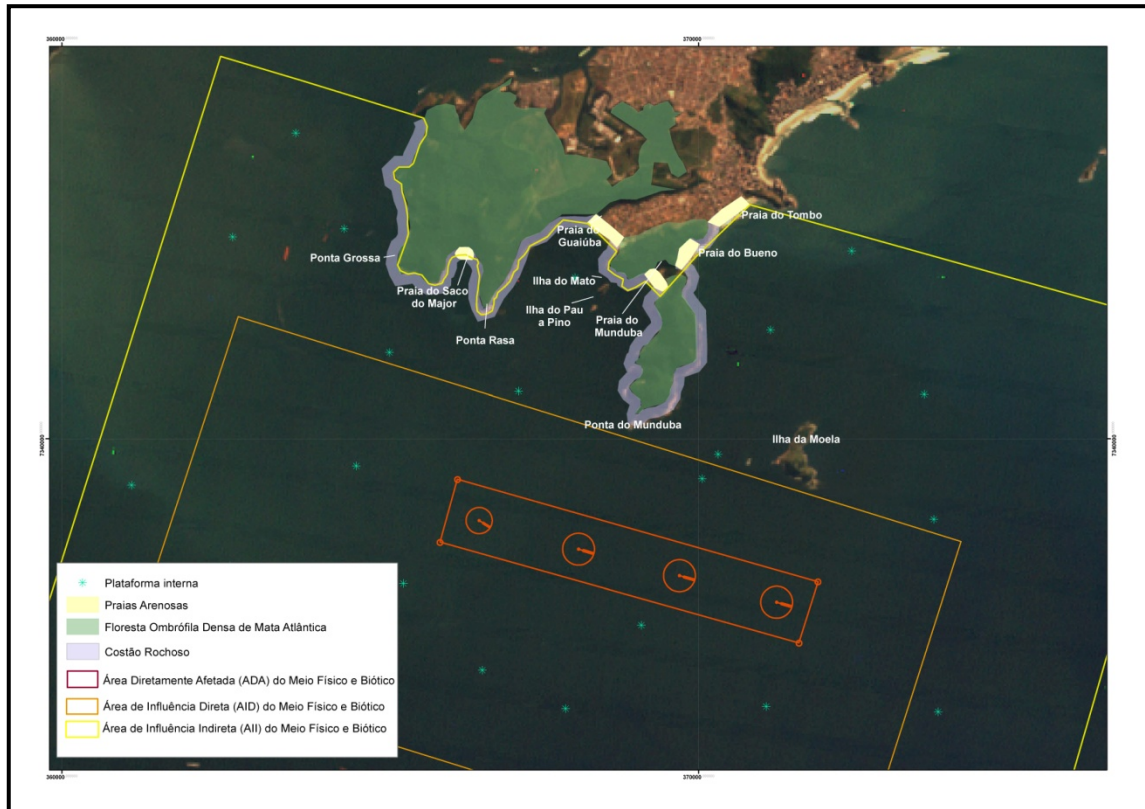 360000
370000
Praia do Tombo
Praia do
Guaiúba
Praia do Bueno
Ponta Grossa
Ilha do Mato
Praia do Saco
do Major
Ilha do Pau
a Pino
Praia do
Munduba
Ponta Rasa
Ponta do Munduba
Ilha da Moela
7340000
7340000
Plataforma interna
Praias Arenosas
Floresta Ombrófila Densa de Mata Atlântica
Costão Rochoso
Área Diretamente Afetada (ADA) do Meio Físico e Biótico
Área de Influência Direta (AID) do Meio Físico e Biótico
Área de Influência Indireta (AII) do Meio Físico e Biótico
360000
370000